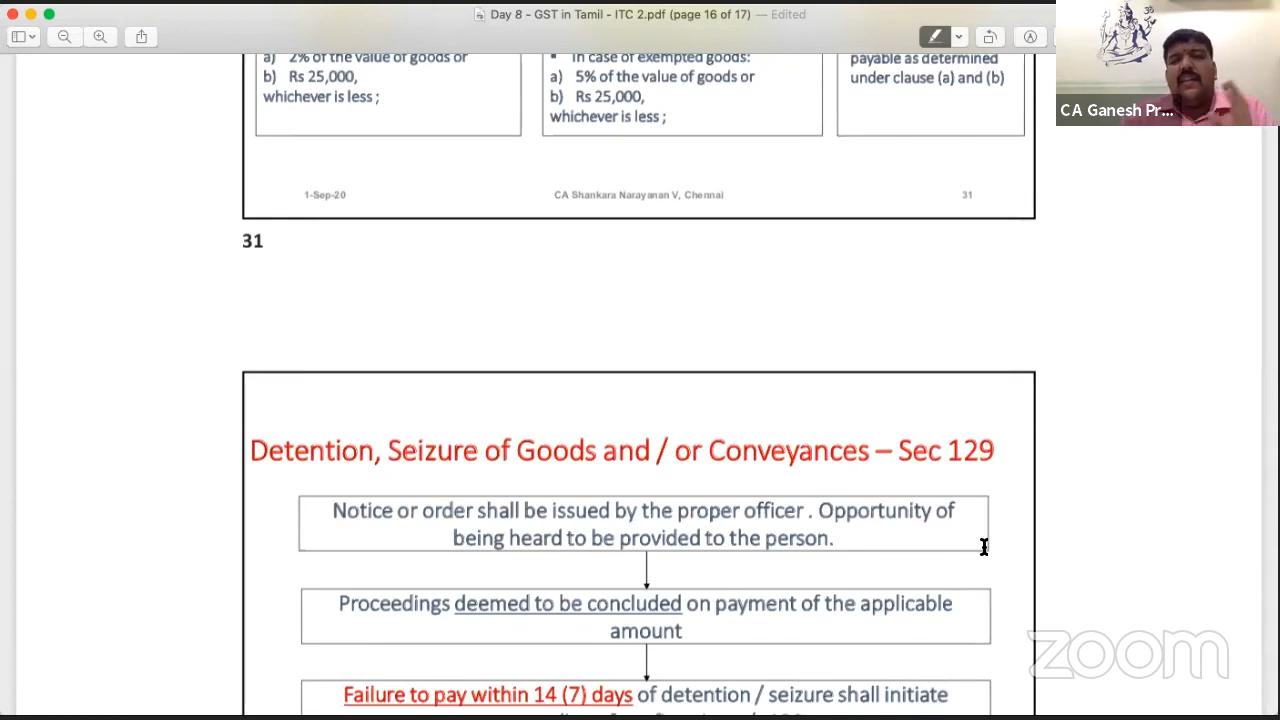 Day 8 - GST in Tamil - ITC 2.pdf (page 16 of 17) — Edited
C A Ganesh Pr...
a) 2% of the value of goods or
b) Rs 25,000,
whichever is less ;
▪ In case of exempted goods:
a) 5% of the value of goods or
b) Rs 25,000,
whichever is less ;
payable as determined
under clause (a) and (b)
1-Sep-20
CA Shankara Narayanan V, Chennai
31
31
Detention, Seizure of Goods and / or Conveyances – Sec 129
Notice or order shall be issued by the proper officer . Opportunity of
being heard to be provided to the person.
Proceedings deemed to be concluded on payment of the applicable
amount
Failure to pay within 14 (7) days of detention / seizure shall initiate
zoom